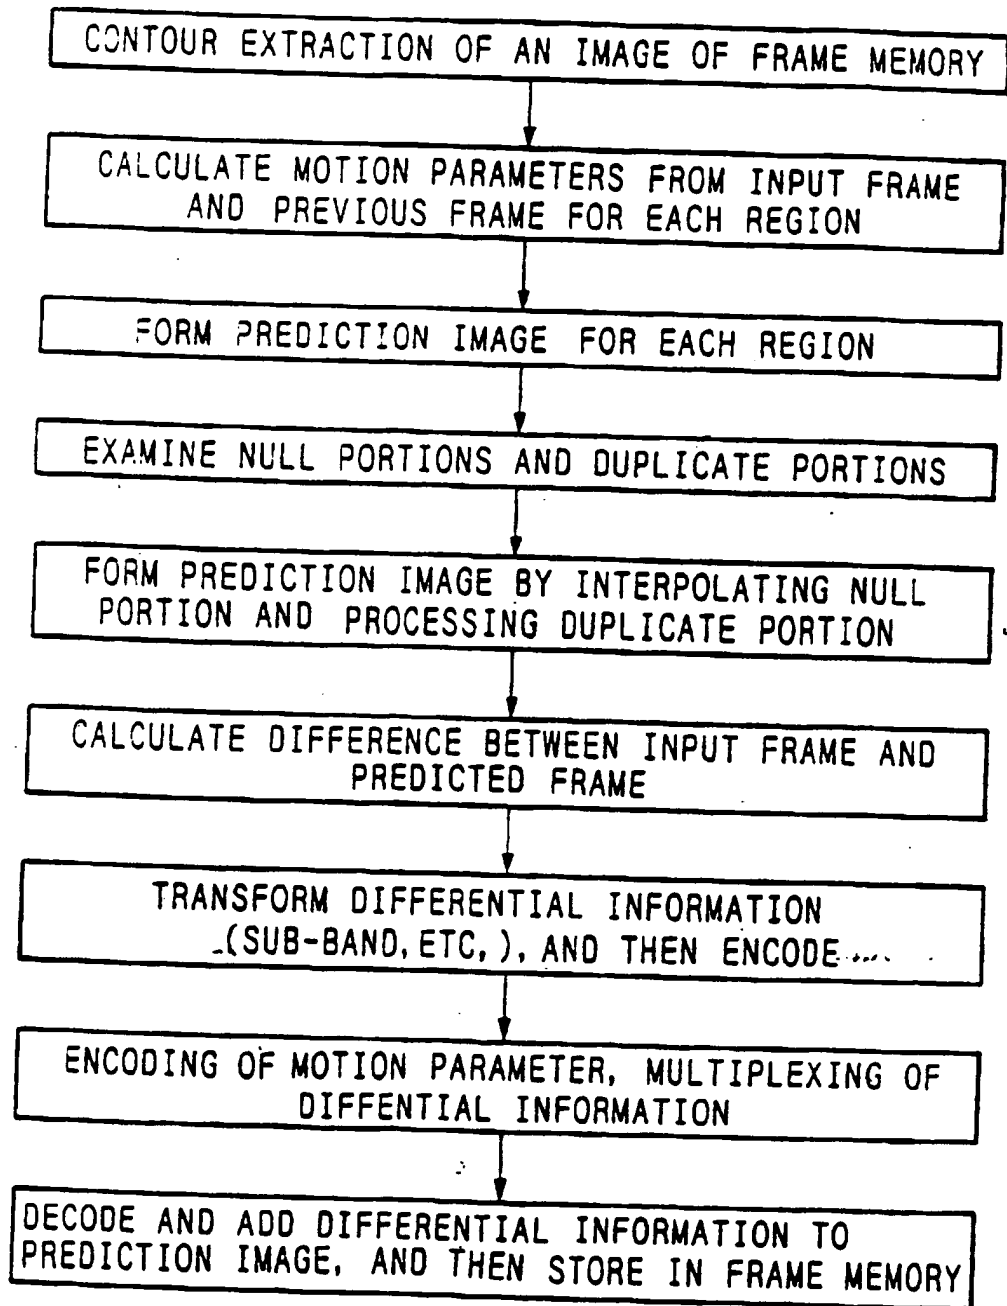 CONTOUR EXTRACTION OF AN IMAGE OF FRAME MEMORY
CALCULATE MOTION PARAMETERS FROM INPUT FRAME
AND PREVIOUS FRAME FOR EACH REGION
FORM PREDICTION IMAGE FOR EACH REGION
EXAMINE NULL PORTIONS AND DUPLICATE PORTIONS
FORM PREDICTION IMAGE BY INTERPOLATING NULL
PORTION AND PROCESSING DUPLICATE PORTION
CALCULATE DIFFERENCE BETWEEN INPUT FRAME AND
PREDICTED FRAME
TRANSFORM DIFFERENTIAL INFORMATION
(SUB-BAND, ETC, ), AND THEN ENCODE
ENCODING OF MOTION PARAMETER, MULTIPLEXING OF
DIFFENTIAL INFORMATION
DECODE AND ADD DIFFERENTIAL INFORMATION TO
PREDICTION IMAGE, AND THEN STORE IN FRAME MEMORY